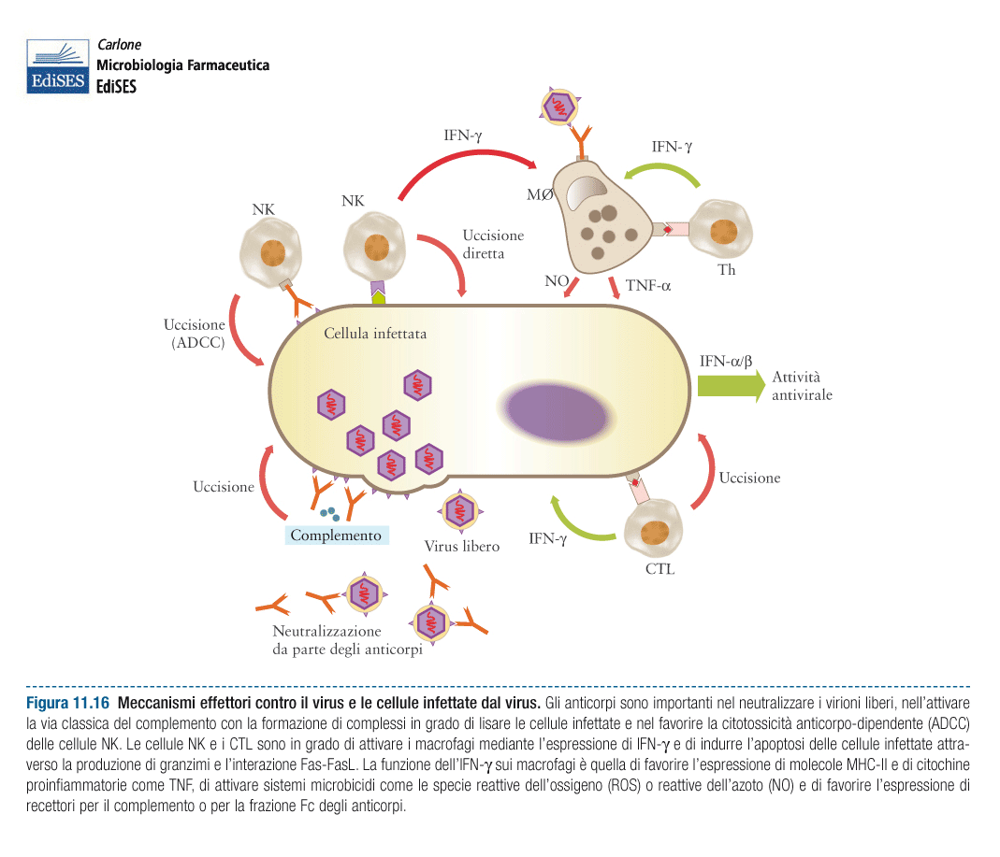 Carlone
Microbiologia Farmaceutica
EdiSES
EdiSES
IFN-γ
IFN-γ
MØ
NK
NK
Uccisione
diretta
Th
NO
TNF-α
Uccisione
(ADCC)
Cellula infettata
IFN-α/β
Attività
antivirale
Uccisione
Uccisione
Complemento
Virus libero
IFN-γ
CTL
Neutralizzazione
da parte degli anticorpi
Figura 11.16 Meccanismi effettori contro il virus e le cellule infettate dal virus. Gli anticorpi sono importanti nel neutralizzare i virioni liberi, nell'attivare
la via classica del complemento con la formazione di complessi in grado di lisare le cellule infettate e nel favorire la citotossicità anticorpo-dipendente (ADCC)
delle cellule NK. Le cellule NK e i CTL sono in grado di attivare i macrofagi mediante l'espressione di IFN-γ e di indurre l'apoptosi delle cellule infettate attra-
verso la produzione di granzimi e l'interazione Fas-FasL. La funzione dell'IFN-γ sui macrofagi è quella di favorire l'espressione di molecole MHC-II e di citochine
proinfiammatorie come TNF, di attivare sistemi microbicidi come le specie reattive dell'ossigeno (ROS) o reattive dell'azoto (NO) e di favorire l'espressione di
recettori per il complemento o per la frazione Fc degli anticorpi.